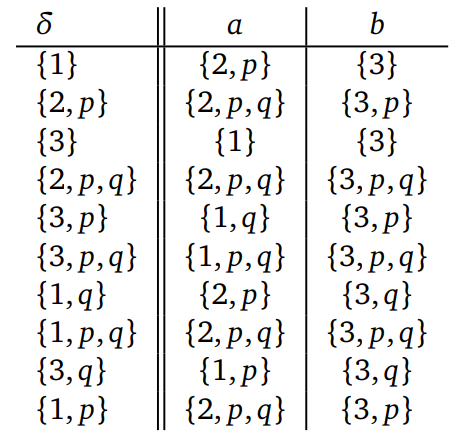 δ a b
{1} {2, p} {3}
{2, p} {2, p, q} {3, p}
{3} {1} {3}
{2, p, q} {2, p, q} {3, p, q}
{3, p} {1, q} {3, p}
{3, p, q} {1, p, q} {3, p, q}
{1, q} {2, p} {3, q}
{1, p, q} {2, p, q} {3, p, q}
{3, q} {1, p} {3, q}
{1, p} {2, p, q} {3, p}